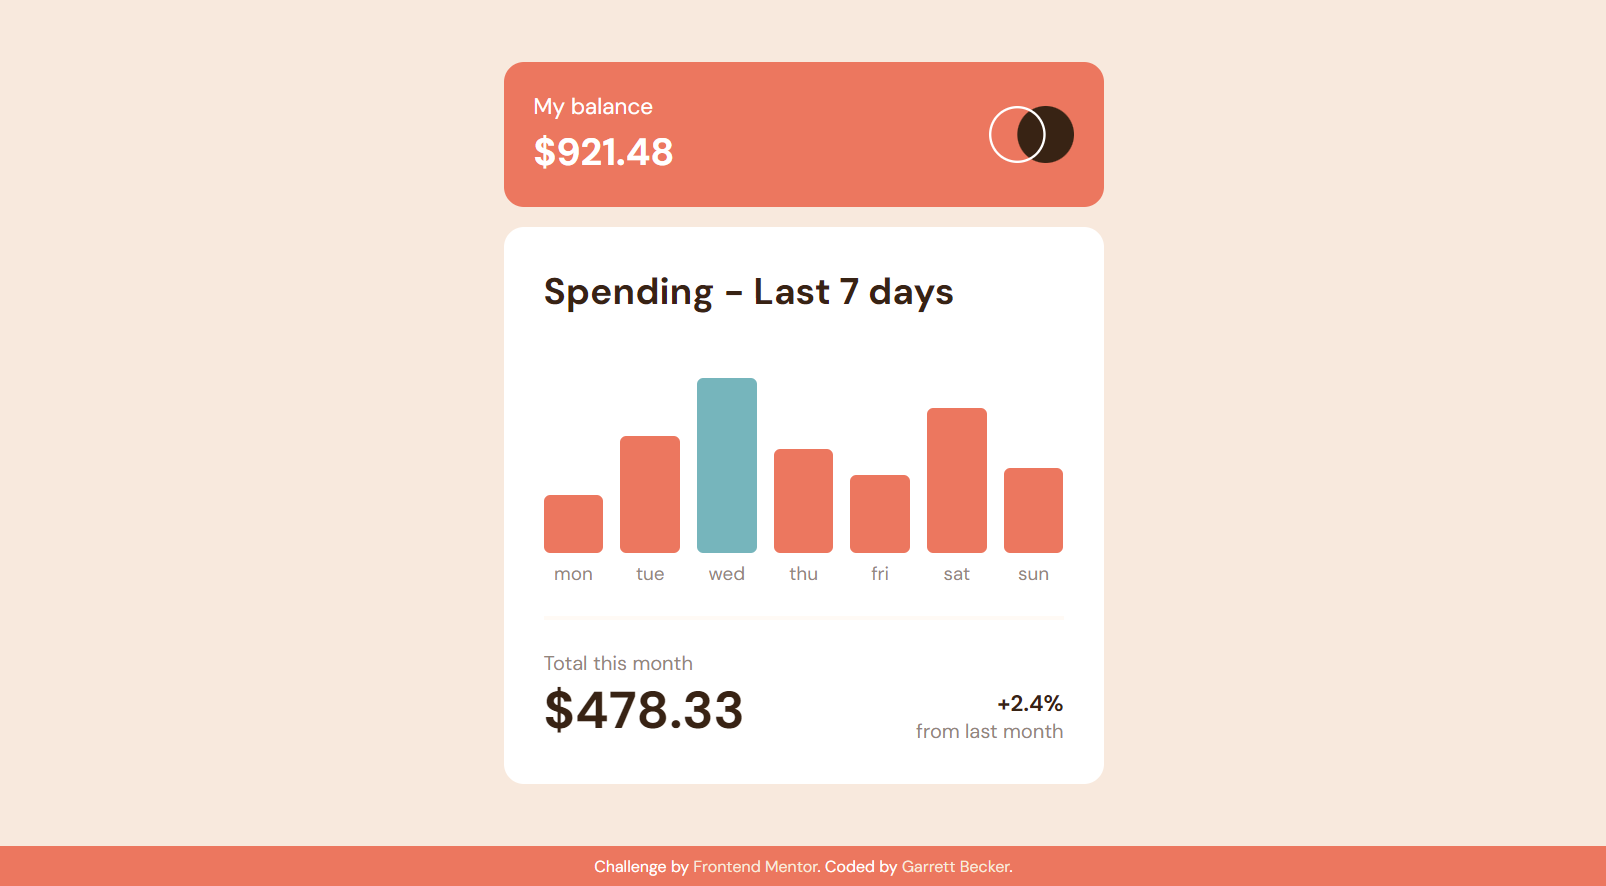 My balance
$921.48
Spending - Last 7 days
mon tue wed thu fri sat sun
Total this month
$478.33
+2.4%
from last month
Challenge by Frontend Mentor. Coded by Garrett Becker.